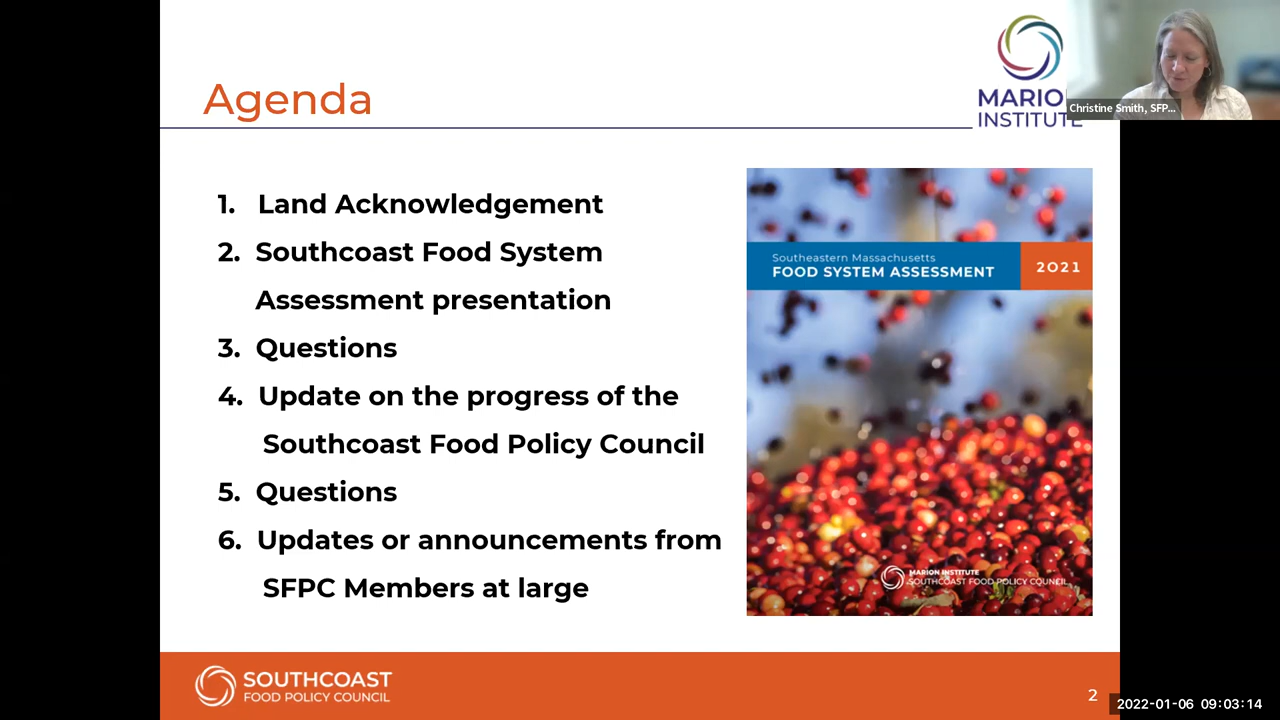 Agenda
MARIO
INSTITUTE
Christine Smith, SFP...
1. Land Acknowledgement
2. Southcoast Food System
Assessment presentation
3. Questions
4. Update on the progress of the
Southcoast Food Policy Council
5. Questions
6. Updates or announcements from
SFPC Members at large
Southeastern Massachusetts
FOOD SYSTEM ASSESSMENT
2021
MARION INSTITUTE
SOUTHCOAST FOOD POLICY COUNCIL
SOUTHCOAST
FOOD POLICY COUNCIL
2
2022-01-06 09:03:14